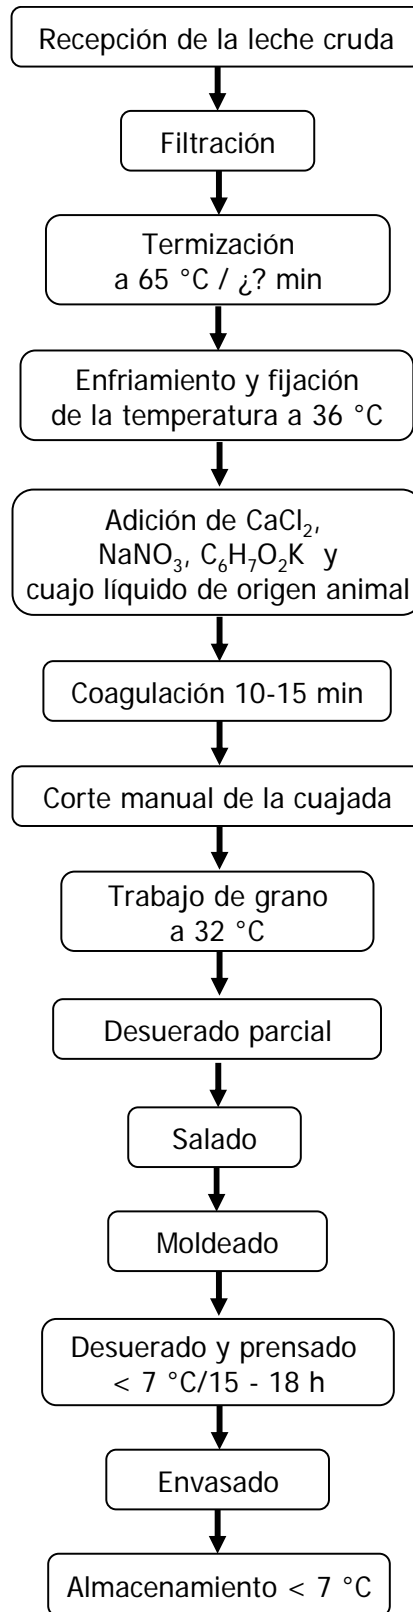 Recepción de la leche cruda
Filtración
Termización
a 65 °C / ¿? min
Enfriamiento y fijación
de la temperatura a 36 °C
Adición de CaCl₂,
NaNO₃, C₆H₇O₂K y
cuajo líquido de origen animal
Coagulación 10-15 min
Corte manual de la cuajada
Trabajo de grano
a 32 °C
Desuerado parcial
Salado
Moldeado
Desuerado y prensado
< 7 °C/15 - 18 h
Envasado
Almacenamiento < 7 °C